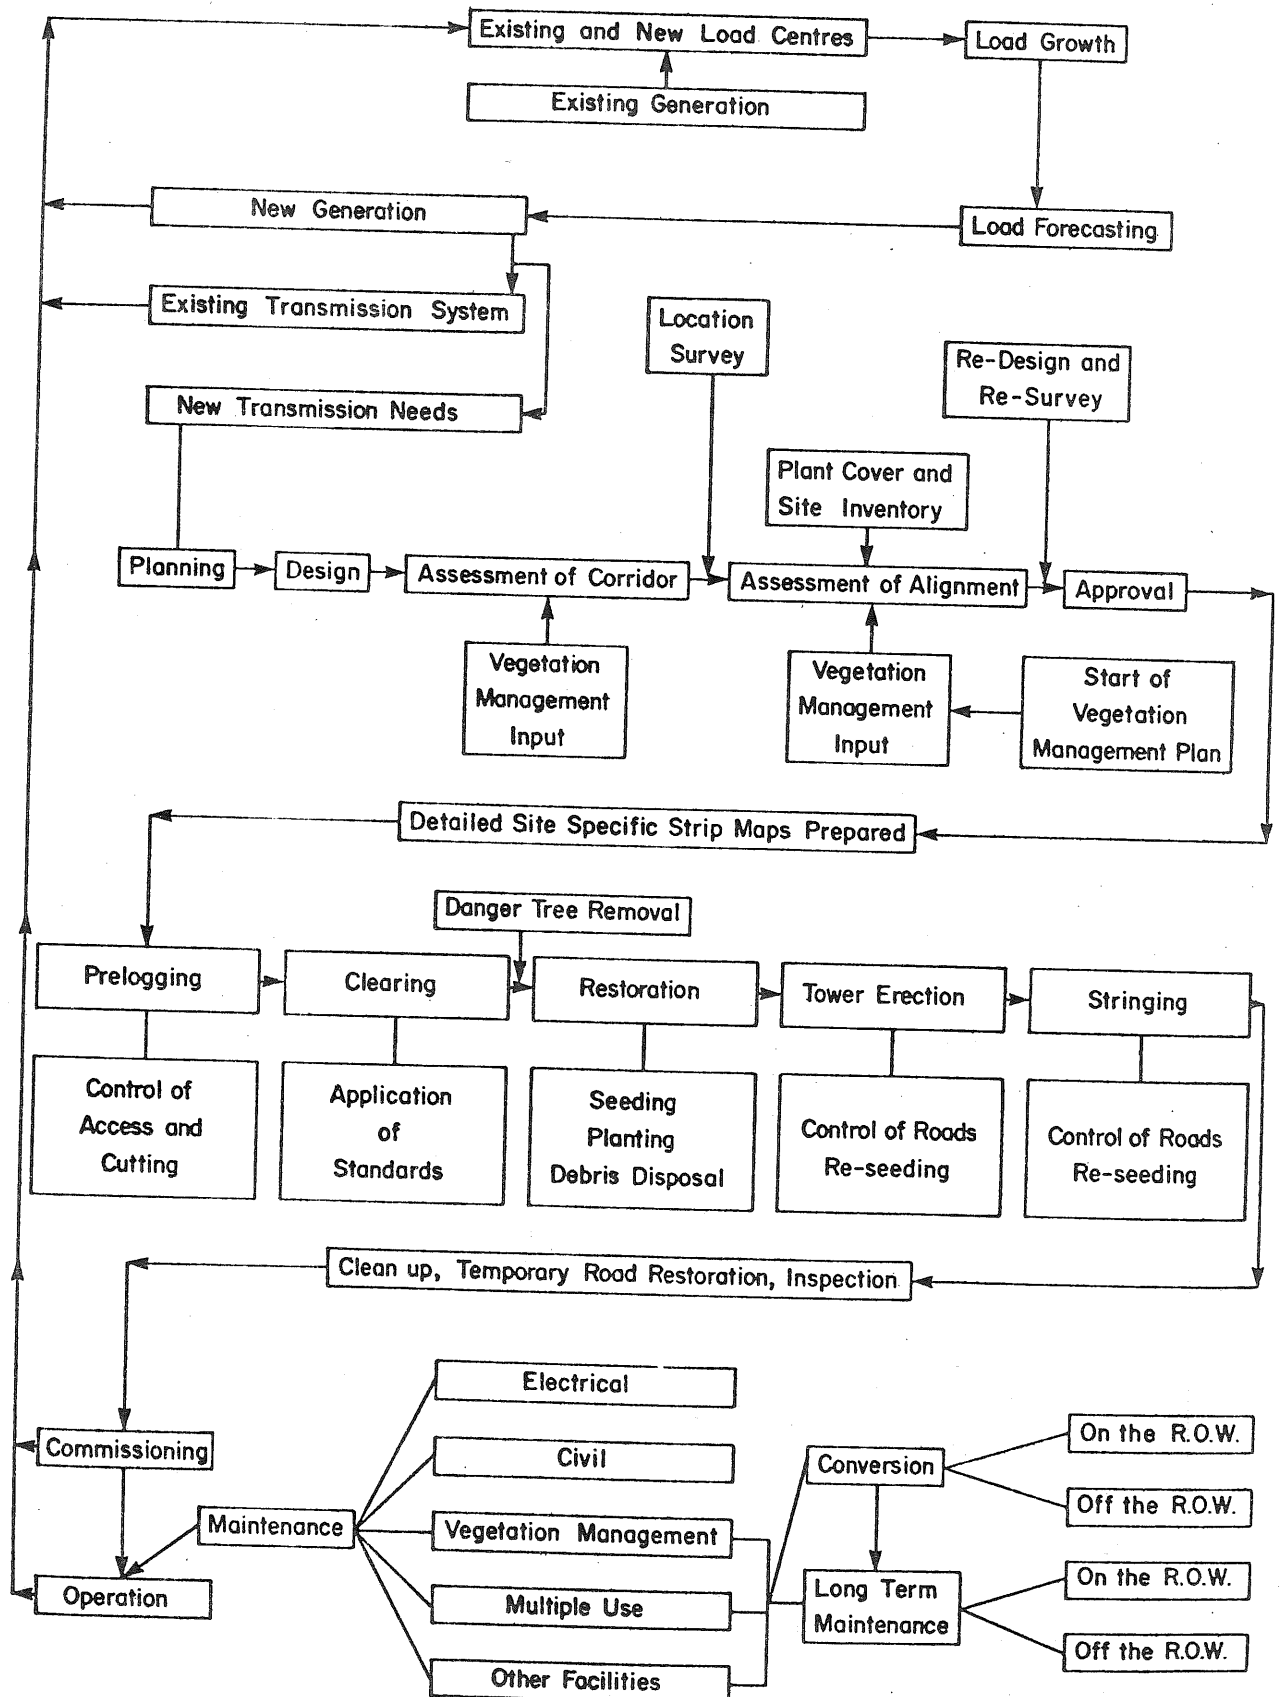 Existing and New Load Centres
Load Growth
Existing Generation
New Generation
Load Forecasting
Existing Transmission System
Location
Survey
Re-Design and
Re-Survey
New Transmission Needs
Plant Cover and
Site Inventory
Planning
Design
Assessment of Corridor
Assessment of Alignment
Approval
Vegetation
Management
Input
Vegetation
Management
Input
Start of
Vegetation
Management Plan
Detailed Site Specific Strip Maps Prepared
Danger Tree Removal
Prelogging
Clearing
Restoration
Tower Erection
Stringing
Control of
Access and
Cutting
Application
of
Standards
Seeding
Planting
Debris Disposal
Control of Roads
Re-seeding
Control of Roads
Re-seeding
Clean up, Temporary Road Restoration, Inspection
Electrical
Commissioning
Civil
Conversion
On the R.O.W.
Off the R.O.W.
Maintenance
Vegetation Management
Operation
Multiple Use
Long Term
Maintenance
On the R.O.W.
Off the R.O.W.
Other Facilities